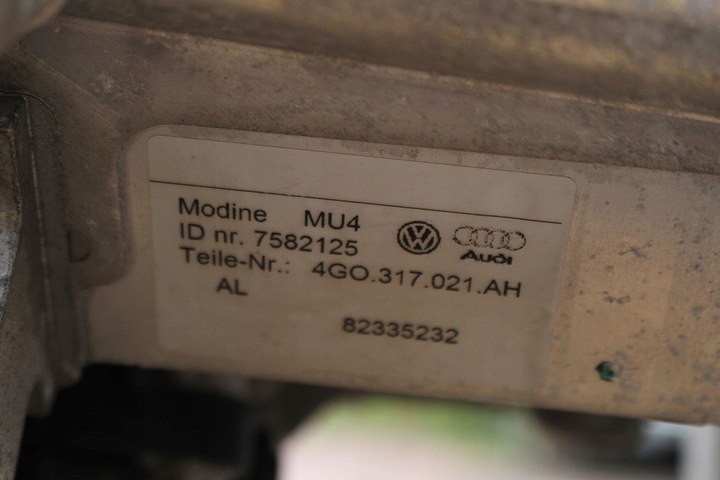 Modine MU4
ID nr. 7582125
Audi
Teile-Nr.: 4GO.317.021.AH
AL
82335232